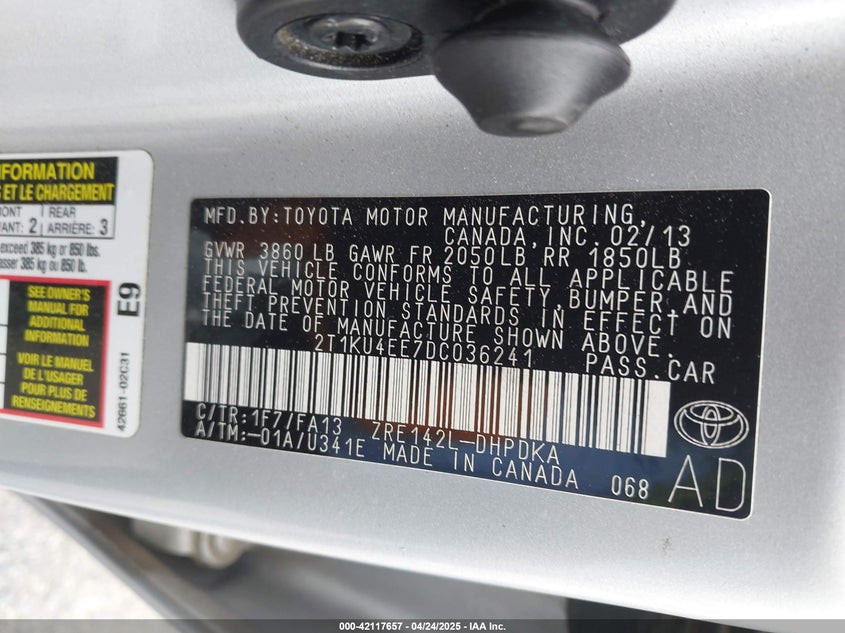 NFORMATION
ET LE CHARGEMENT
RONT REAR
VANT: 2 ARRIÈRE: 3
exceed 385 kg or 850 lbs.
asser 385 kg ou 850 lb.
SEE OWNER'S
MANUAL FOR
ADDITIONAL
INFORMATION
VOIR LE MANUEL
DE L'USAGER
POUR PLUS DE
RENSEIGNEMENTS
E9
42661-02C31
MFD.BY:TOYOTA MOTOR MANUFACTURING,
CANADA,INC. 02/13
GVWR 3860 LB GAWR FR 2050LB RR 1850LB
THIS VEHICLE CONFORMS TO ALL APPLICABLE
FEDERAL MOTOR VEHICLE SAFETY,BUMPER,AND
THEFT PREVENTION STANDARDS IN EFFECT ON
THE DATE OF MANUFACTURE SHOWN ABOVE.
2T1KU4EE7DC036241 PASS.CAR
C/TR:1F7/FA13 ZRE142L-DHPDKA
A/TM:-01A/U341E MADE IN CANADA 068
AD
000-42117657 - 04/24/2025 - IAA Inc.